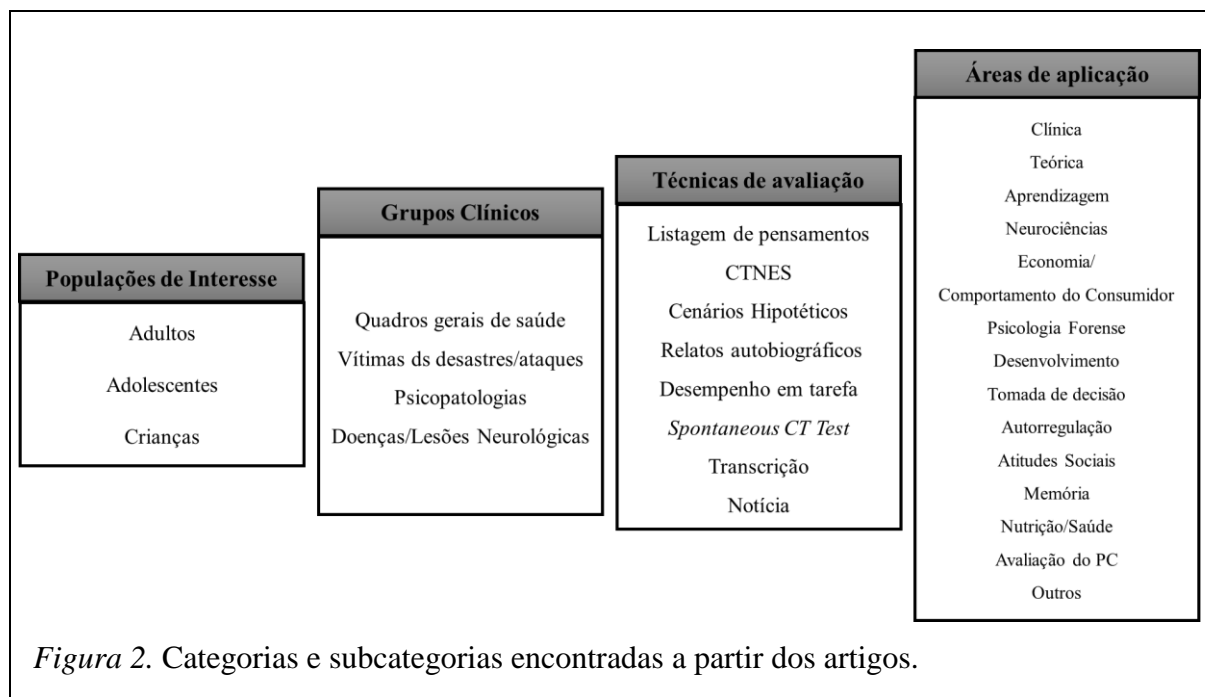 Populações de Interesse
Adultos
Adolescentes
Crianças
Grupos Clínicos
Quadros gerais de saúde
Vítimas ds desastres/ataques
Psicopatologias
Doenças/Lesões Neurológicas
Técnicas de avaliação
Listagem de pensamentos
CTNES
Cenários Hipotéticos
Relatos autobiográficos
Desempenho em tarefa
Spontaneous CT Test
Transcrição
Notícia
Áreas de aplicação
Clínica
Teórica
Aprendizagem
Neurociências
Economia/
Comportamento do Consumidor
Psicologia Forense
Desenvolvimento
Tomada de decisão
Autorregulação
Atitudes Sociais
Memória
Nutrição/Saúde
Avaliação do PC
Outros
Figura 2. Categorias e subcategorias encontradas a partir dos artigos.